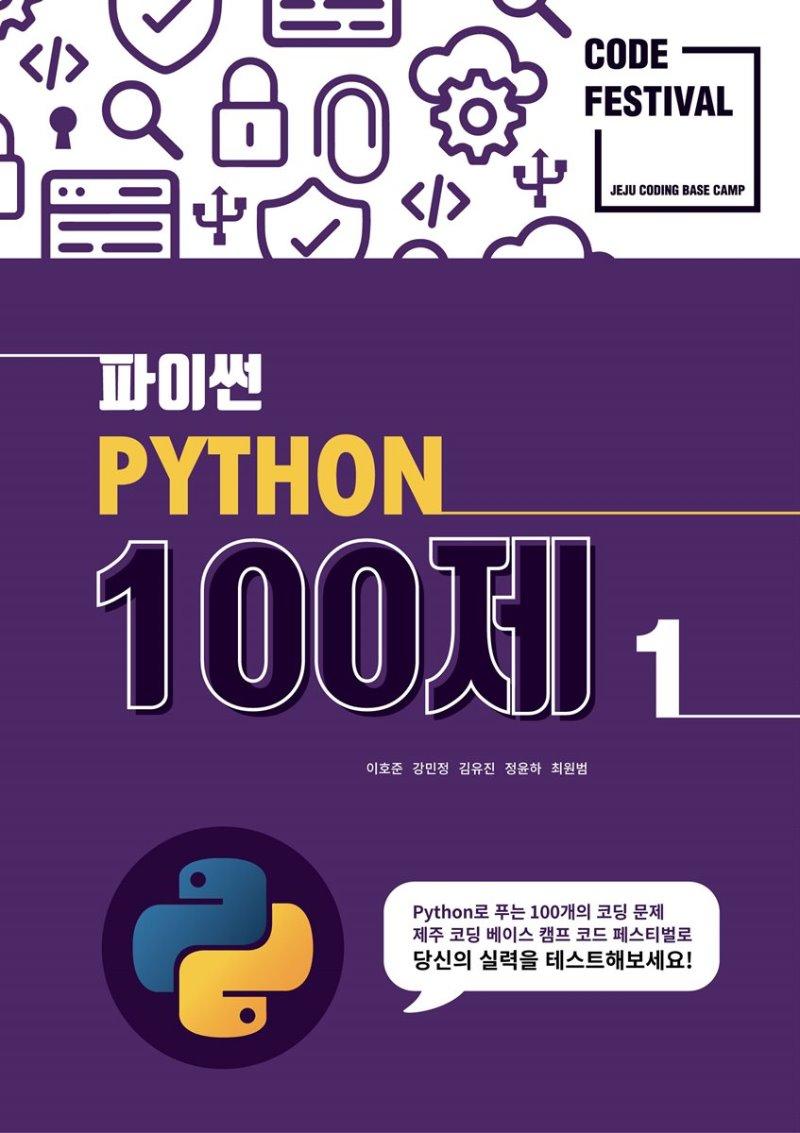 CODE
FESTIVAL
JEJU CODING BASE CAMP
파이썬
PYTHON
100제 1
이호준 강민정 김유진 정윤하 최원범
Python로 푸는 100개의 코딩 문제
제주 코딩 베이스 캠프 코드 페스티벌로
당신의 실력을 테스트해보세요!